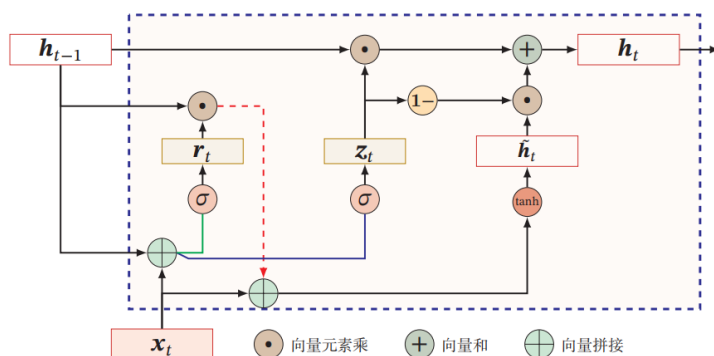 h_{t−1} h_t
r_t z_t 1− \tilde{h}_t
σ σ tanh
x_t 向量元素乘 向量和 向量拼接